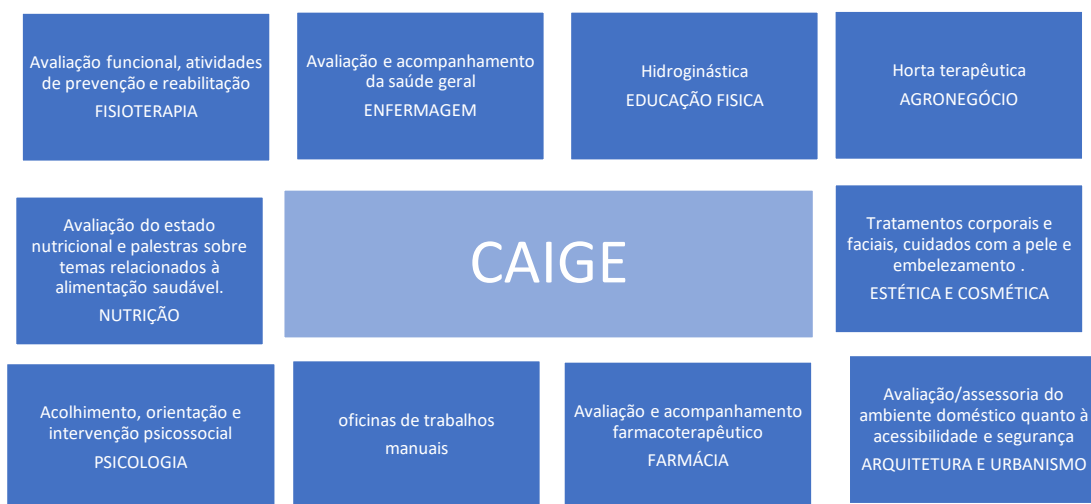 Avaliação funcional, atividades
de prevenção e reabilitação
FISIOTERAPIA
Avaliação e acompanhamento
da saúde geral
ENFERMAGEM
Hidroginástica
EDUCAÇÃO FISICA
Horta terapêutica
AGRONEGÓCIO
Avaliação do estado
nutricional e palestras sobre
temas relacionados à
alimentação saudável.
NUTRIÇÃO
CAIGE
Tratamentos corporais e
faciais, cuidados com a pele e
embelezamento .
ESTÉTICA E COSMÉTICA
Acolhimento, orientação e
intervenção psicossocial
PSICOLOGIA
oficinas de trabalhos
manuais
Avaliação e acompanhamento
farmacoterapêutico
FARMÁCIA
Avaliação/assessoria do
ambiente doméstico quanto à
acessibilidade e segurança
ARQUITETURA E URBANISMO